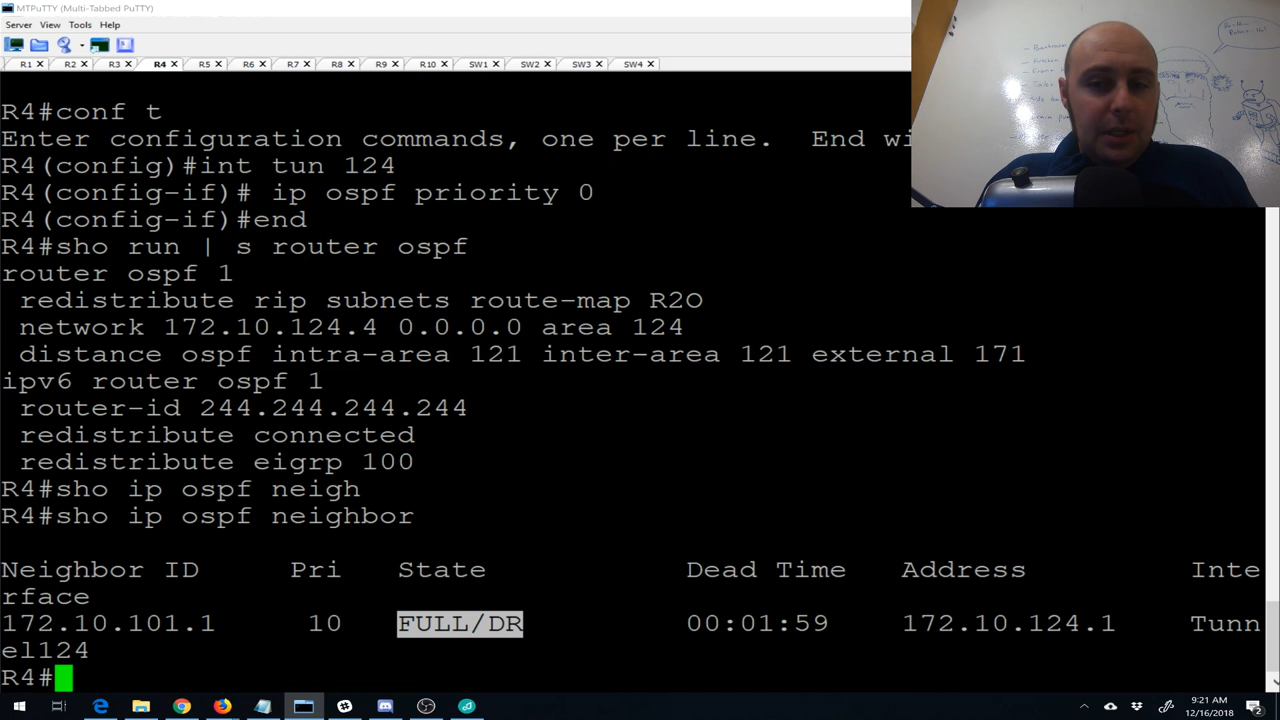 MTPuTTY (Multi-Tabbed PuTTY)
Server View Tools Help
R1 R2 R3 R4 R5 R6 R7 R8 R9 R10 SW1 SW2 SW3 SW4
R4#conf t
Enter configuration commands, one per line. End wi
R4(config)#int tun 124
R4(config-if)# ip ospf priority 0
R4(config-if)#end
R4#sho run | s router ospf
router ospf 1
redistribute rip subnets route-map R2O
network 172.10.124.4 0.0.0.0 area 124
distance ospf intra-area 121 inter-area 121 external 171
ipv6 router ospf 1
router-id 244.244.244.244
redistribute connected
redistribute eigrp 100
R4#sho ip ospf neigh
R4#sho ip ospf neighbor
Neighbor ID Pri State Dead Time Address Inte
rface
172.10.101.1 10 FULL/DR 00:01:59 172.10.124.1 Tunn
el124
R4#
9:21 AM
12/16/2018
2